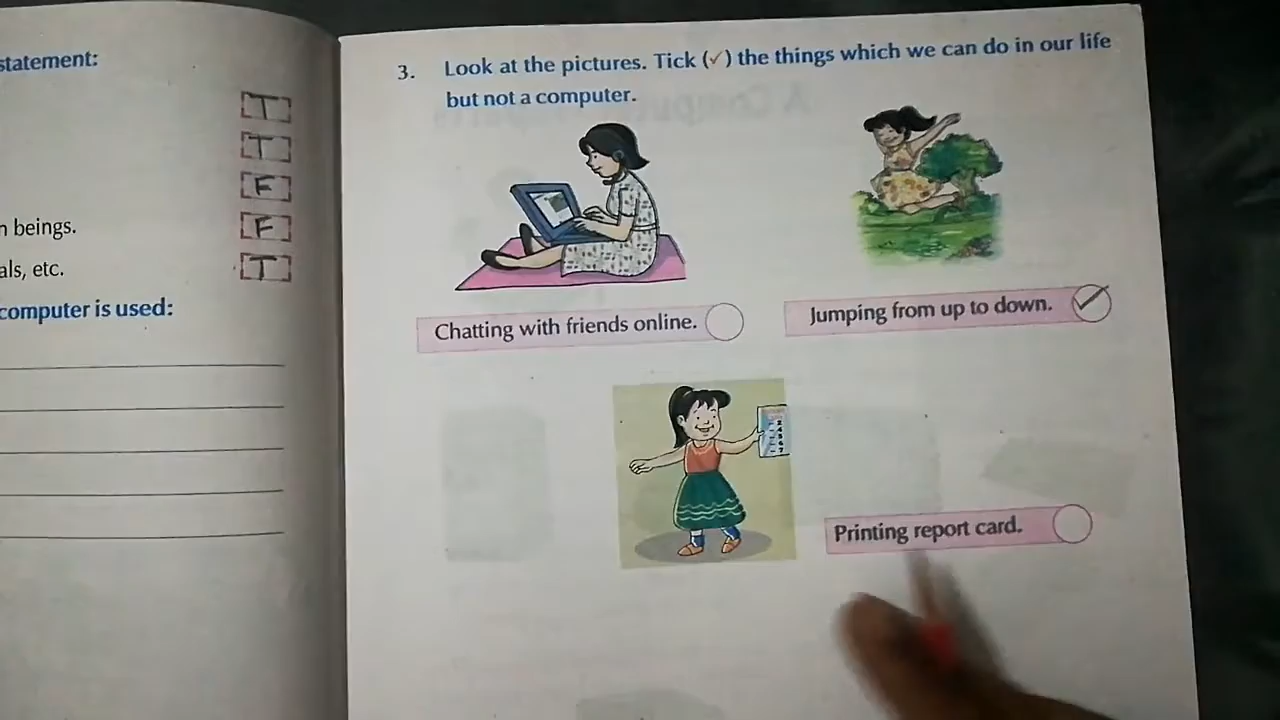 statement:
T
T
F
n beings.
F
als, etc.
T
computer is used:
3. Look at the pictures. Tick (✓) the things which we can do in our life
but not a computer.
Chatting with friends online.
Jumping from up to down. ✓
Printing report card.